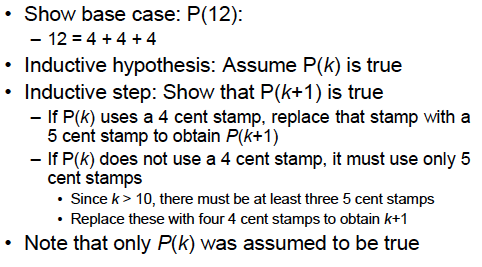 • Show base case: P(12):
– 12 = 4 + 4 + 4
• Inductive hypothesis: Assume P(k) is true
• Inductive step: Show that P(k+1) is true
– If P(k) uses a 4 cent stamp, replace that stamp with a
5 cent stamp to obtain P(k+1)
– If P(k) does not use a 4 cent stamp, it must use only 5
cent stamps
• Since k > 10, there must be at least three 5 cent stamps
• Replace these with four 4 cent stamps to obtain k+1
• Note that only P(k) was assumed to be true